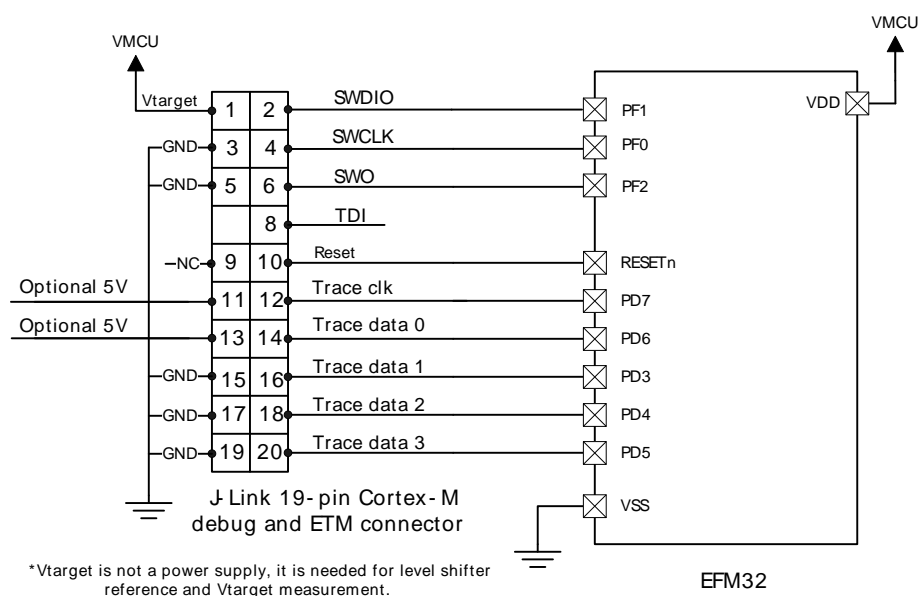 VMCU
VMCU
Vtarget 1 2 SWDIO PF1 VDD
GND 3 4 SWCLK PF0
GND 5 6 SWO PF2
8 TDI
NC 9 10 Reset RESETn
Optional 5V 11 12 Trace clk PD7
Optional 5V 13 14 Trace data 0 PD6
GND 15 16 Trace data 1 PD3
GND 17 18 Trace data 2 PD4
GND 19 20 Trace data 3 PD5
J-Link 19-pin Cortex-M
debug and ETM connector
VSS
*Vtarget is not a power supply, it is needed for level shifter
reference and Vtarget measurement.
EFM32